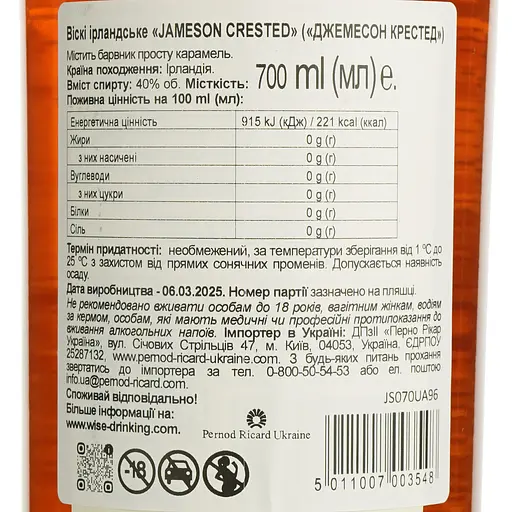 Віскі ірландське «JAMESON CRESTED» («ДЖЕМЕСОН КРЕСТЕД»)
Містить барвник просту карамель.
Країна походження: Ірландія.
Вміст спирту: 40% об. Місткість: 700 ml (мл) e.
Поживна цінність на 100 ml (мл):
Енергетична цінність 915 kJ (кДж) / 221 kcal (ккал)
Жири 0 g (г)
з них насичені 0 g (г)
Вуглеводи 0 g (г)
з них цукри 0 g (г)
Білки 0 g (г)
Сіль 0 g (г)
Термін придатності: необмежений, за температури зберігання від 1 °C до
25 °C з захистом від прямих сонячних променів. Допускається наявність
осаду.
Дата виробництва - 06.03.2025. Номер партії зазначено на пляшці.
Не рекомендовано вживати особам до 18 років, вагітним жінкам, водіям
за кермом, особам, які мають медичні чи професійні протипоказання до
вживання алкогольних напоїв. Імпортер в Україні: ДПзІІ «Перно Рікар
Україна», вул. Січових Стрільців 47, м. Київ, 04053, Україна, ЄДРПОУ
25287132, www.pernod-ricard-ukraine.com. З будь-яких питань прохання
звертатись до імпортера за тел. 0-800-50-54-53 або ел. поштою
info.ua@pernod-ricard.com.
Споживай відповідально!
Більше інформації на:
www.wise-drinking.com.
JS070UA96
Pernod Ricard Ukraine
-18
5 011007 003548